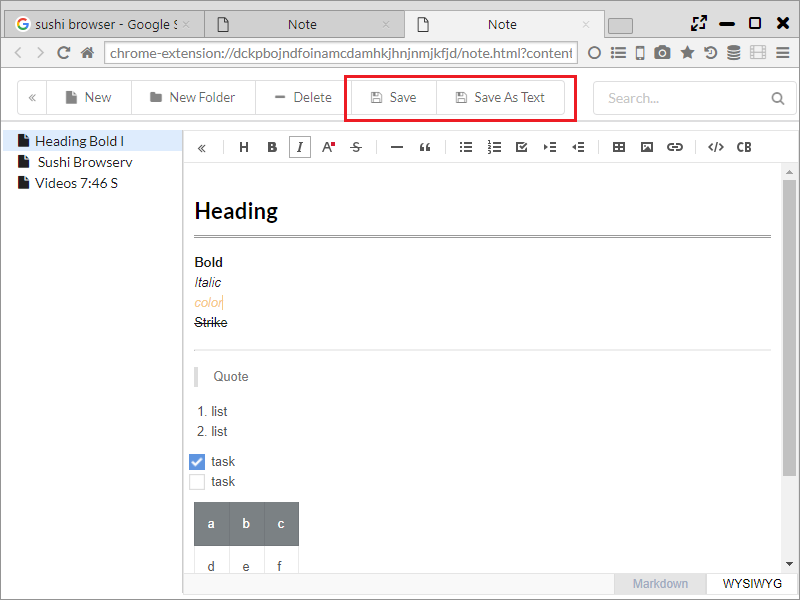 sushi browser - Google S
Note
Note
chrome-extension://dckpbojndfoinamcdamhkjhnjnmjkfjd/note.html?content
New
New Folder
Delete
Save
Save As Text
Search...
Heading Bold I
Sushi Browserv
Videos 7:46 S
H B I A S
CB
Heading
Bold
Italic
color
Strike
Quote
1. list
2. list
task
task
a b c
d e f
Markdown
WYSIWYG